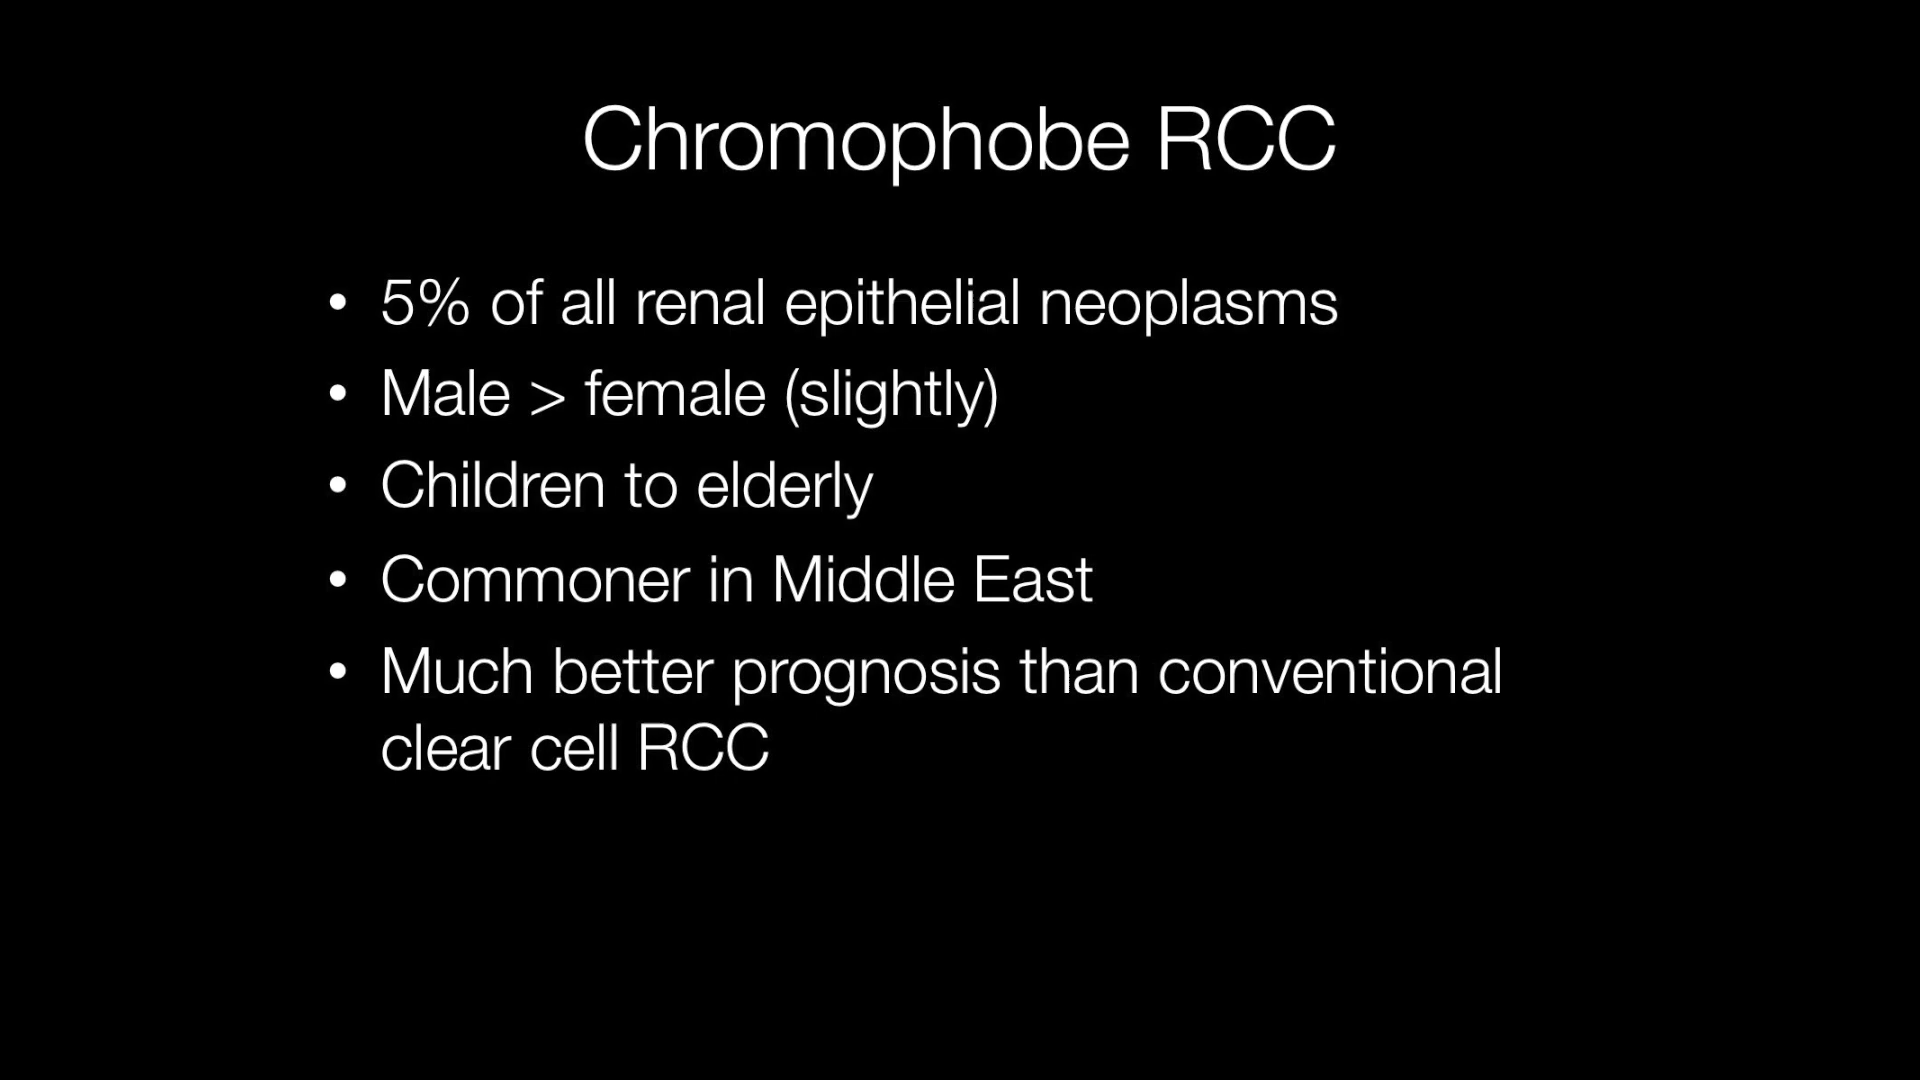 Chromophobe RCC
• 5% of all renal epithelial neoplasms
• Male > female (slightly)
• Children to elderly
• Commoner in Middle East
• Much better prognosis than conventional
clear cell RCC